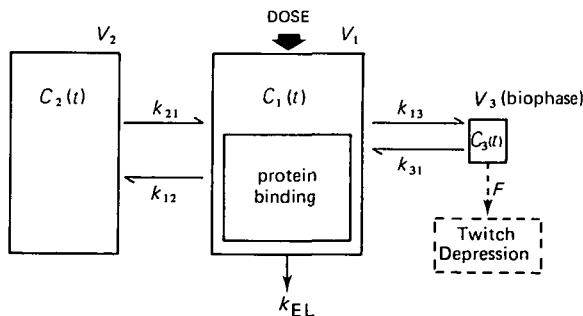 DOSE
V₂
V₁
C₂(t)
C₁(t)
k₂₁
k₁₃
V₃ (biophase)
C₃(t)
k₁₂
protein
binding
k₃₁
F
Twitch
Depression
kEL